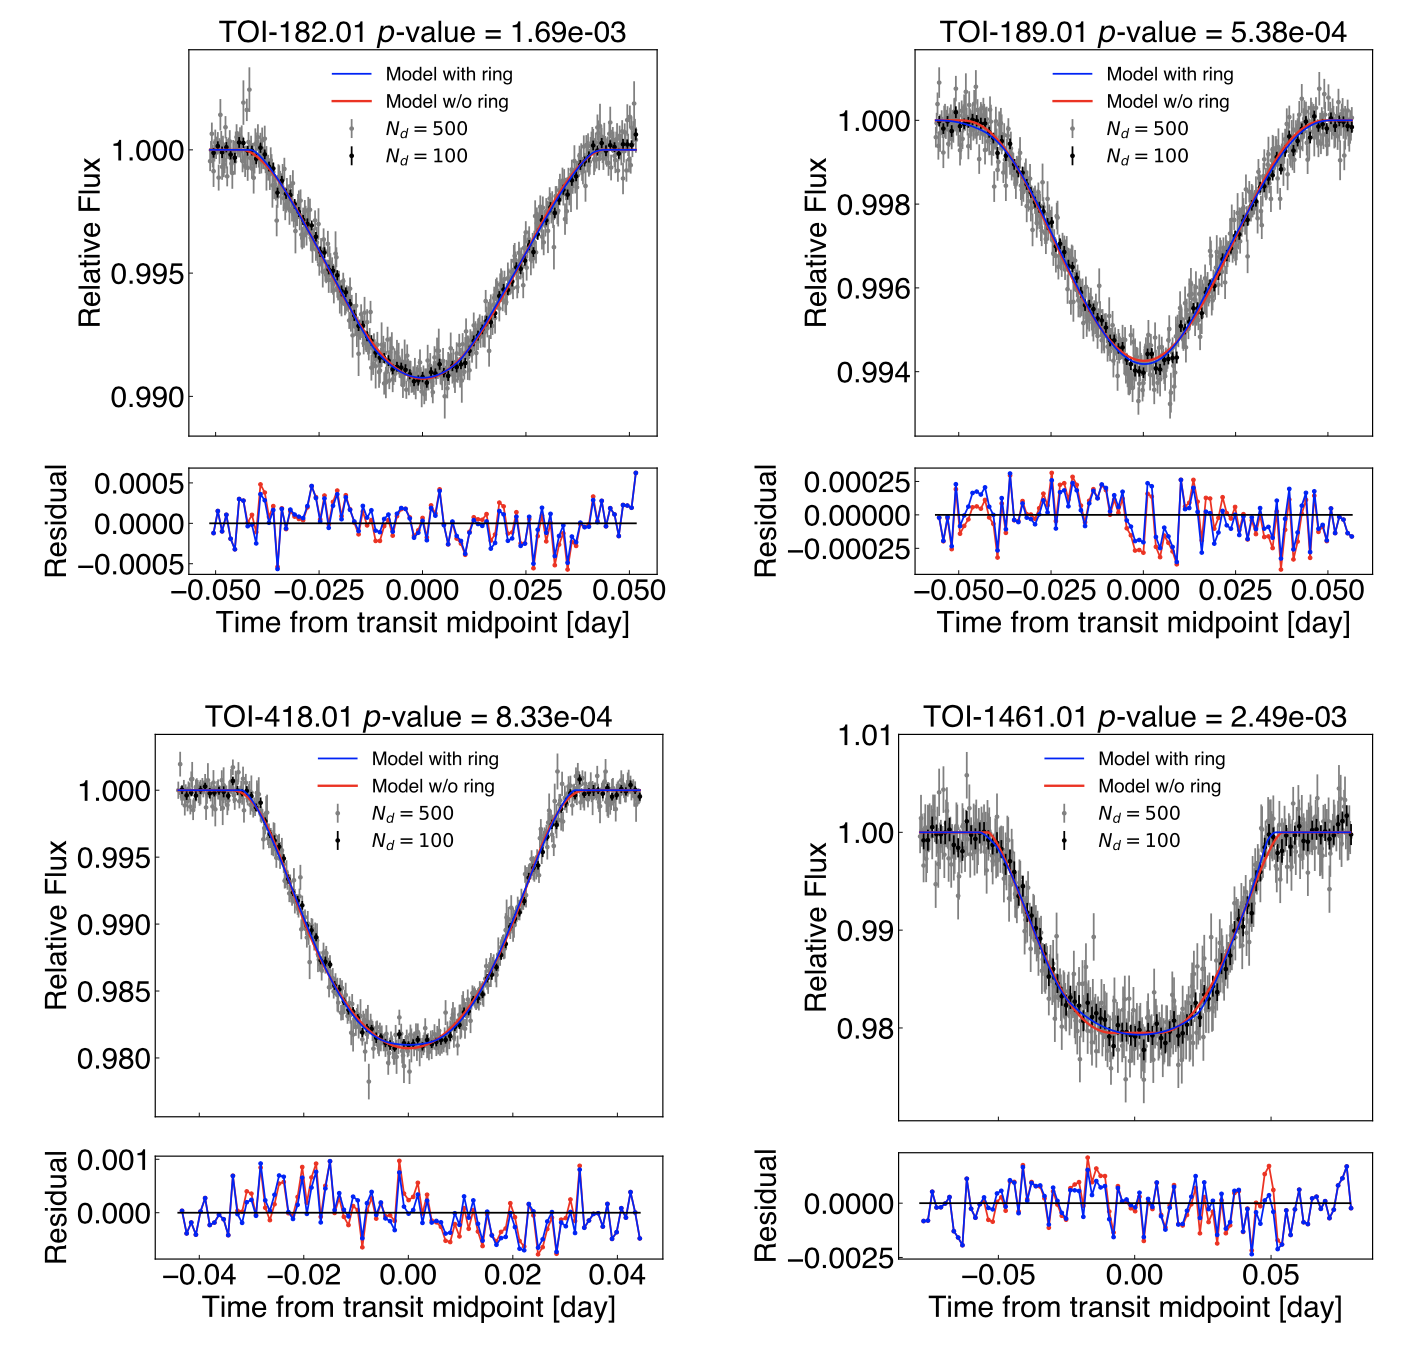 TOI-182.01 p-value = 1.69e-03
Model with ring
Model w/o ring
N_d = 500
N_d = 100
Relative Flux
1.000
0.995
0.990
Residual
0.0005
0.0000
−0.0005
−0.050 −0.025 0.000 0.025 0.050
Time from transit midpoint [day]
TOI-189.01 p-value = 5.38e-04
Model with ring
Model w/o ring
N_d = 500
N_d = 100
Relative Flux
1.000
0.998
0.996
0.994
Residual
0.00025
0.00000
−0.00025
−0.050 −0.025 0.000 0.025 0.050
Time from transit midpoint [day]
TOI-418.01 p-value = 8.33e-04
Model with ring
Model w/o ring
N_d = 500
N_d = 100
Relative Flux
1.000
0.995
0.990
0.985
0.980
Residual
0.001
0.000
−0.04 −0.02 0.00 0.02 0.04
Time from transit midpoint [day]
TOI-1461.01 p-value = 2.49e-03
Model with ring
Model w/o ring
N_d = 500
N_d = 100
Relative Flux
1.01
1.00
0.99
0.98
Residual
0.0000
−0.0025
−0.05 0.00 0.05
Time from transit midpoint [day]